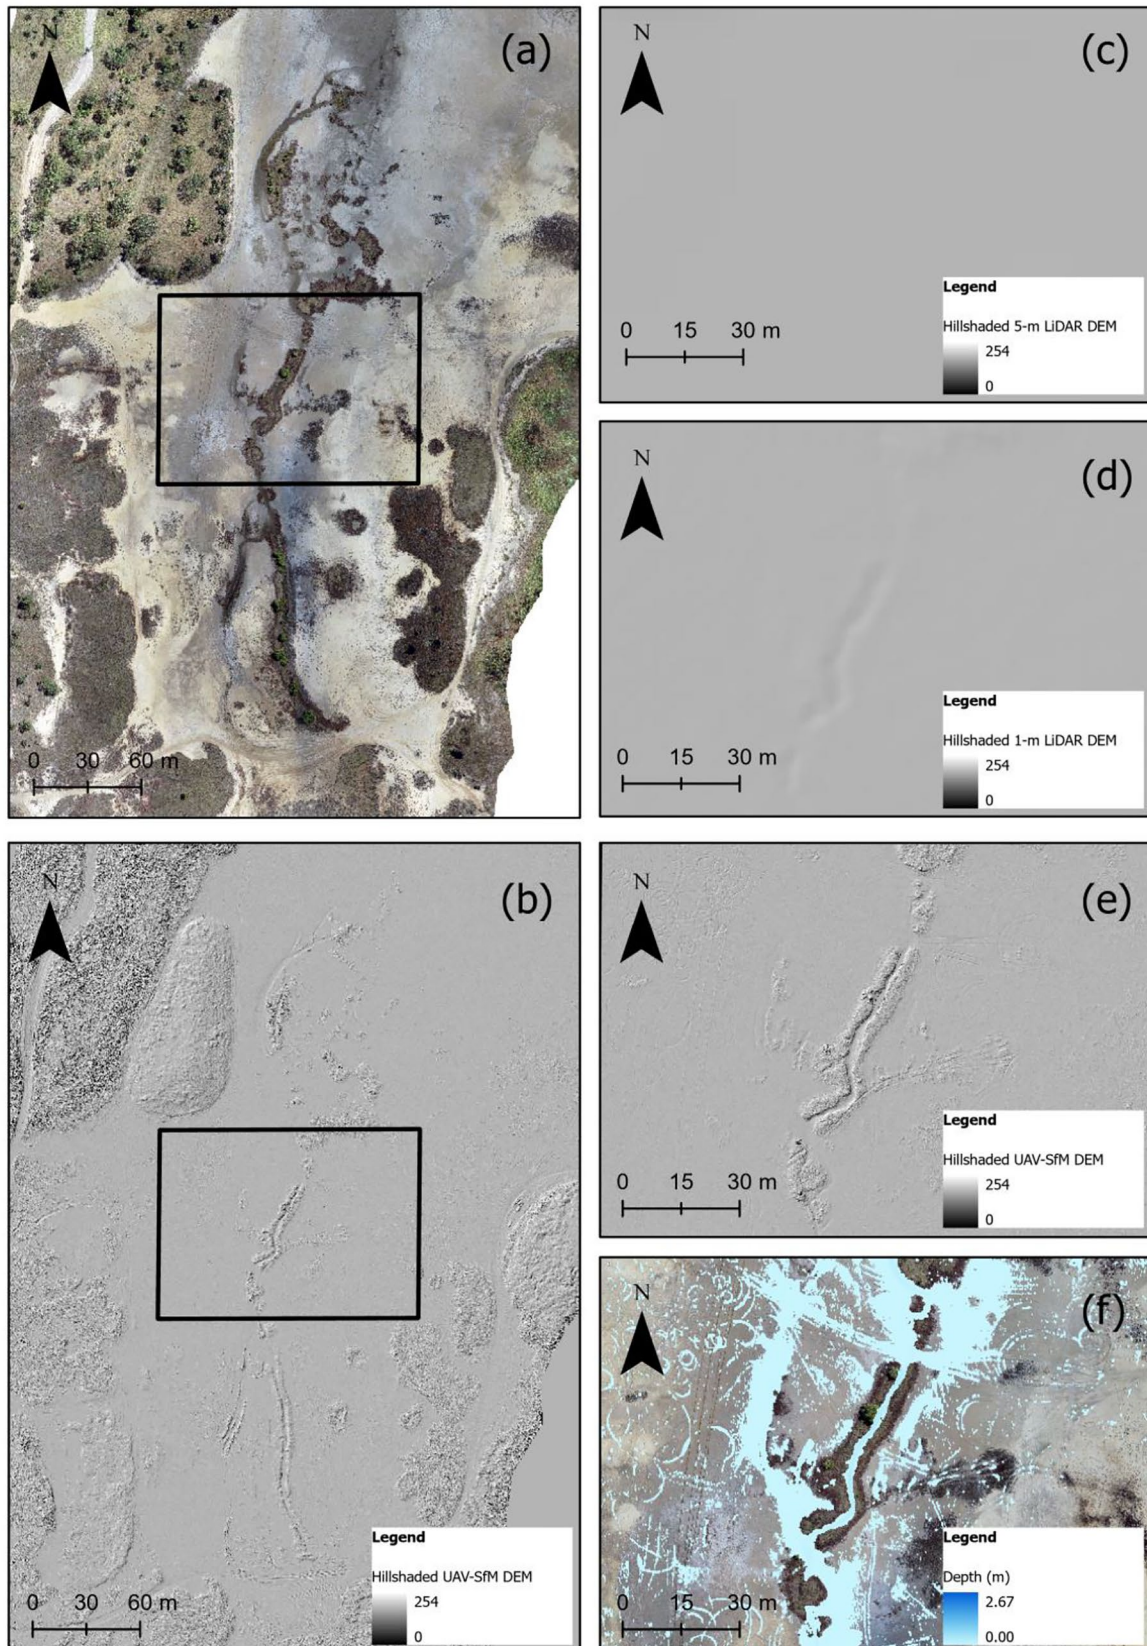 N
(a)
0 30 60 m
N
(c)
Legend
Hillshaded 5-m LiDAR DEM
254
0
0 15 30 m
N
(d)
Legend
Hillshaded 1-m LiDAR DEM
254
0
0 15 30 m
N
(b)
Legend
Hillshaded UAV-SfM DEM
254
0
0 30 60 m
N
(e)
Legend
Hillshaded UAV-SfM DEM
254
0
0 15 30 m
N
(f)
Legend
Depth (m)
2.67
0.00
0 15 30 m